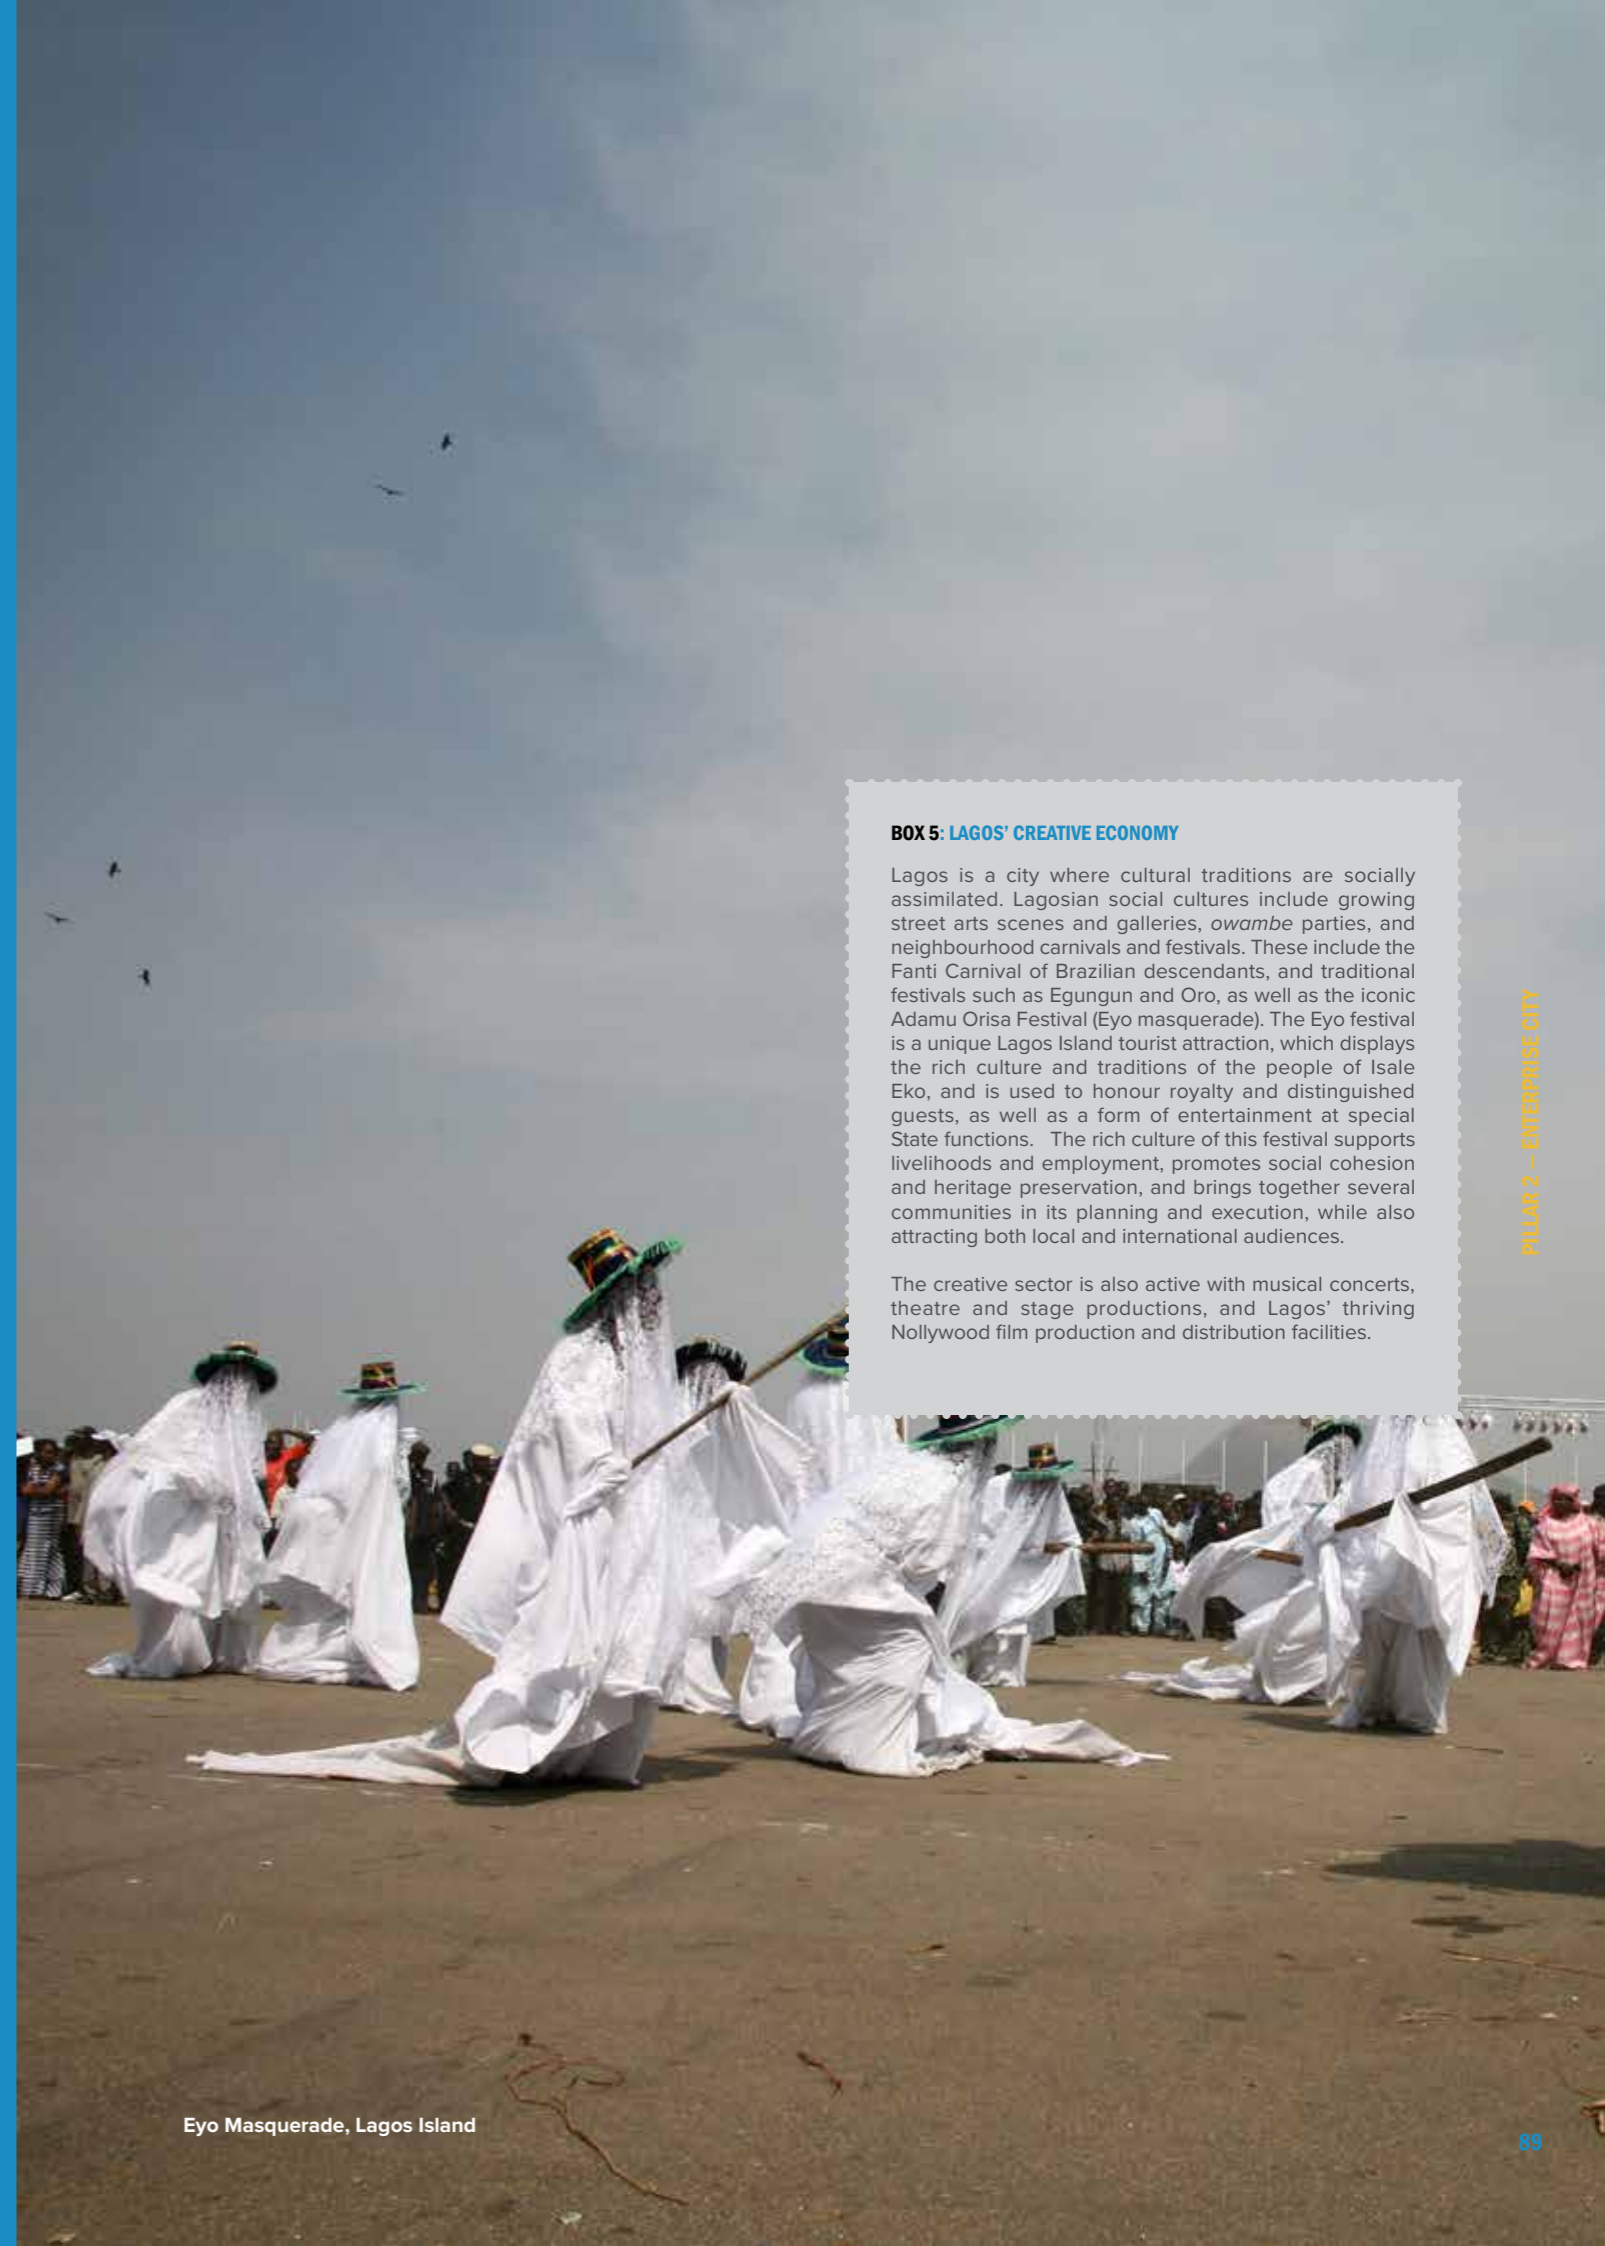 BOX 5: LAGOS’ CREATIVE ECONOMY
Lagos is a city where cultural traditions are socially
assimilated. Lagosian social cultures include growing
street arts scenes and galleries, owambe parties, and
neighbourhood carnivals and festivals. These include the
Fanti Carnival of Brazilian descendants, and traditional
festivals such as Egungun and Oro, as well as the iconic
Adamu Orisa Festival (Eyo masquerade). The Eyo festival
is a unique Lagos Island tourist attraction, which displays
the rich culture and traditions of the people of Isale
Eko, and is used to honour royalty and distinguished
guests, as well as a form of entertainment at special
State functions. The rich culture of this festival supports
livelihoods and employment, promotes social cohesion
and heritage preservation, and brings together several
communities in its planning and execution, while also
attracting both local and international audiences.
The creative sector is also active with musical concerts,
theatre and stage productions, and Lagos’ thriving
Nollywood film production and distribution facilities.
PILLAR 2 – ENTERPRISE CITY
Eyo Masquerade, Lagos Island
89